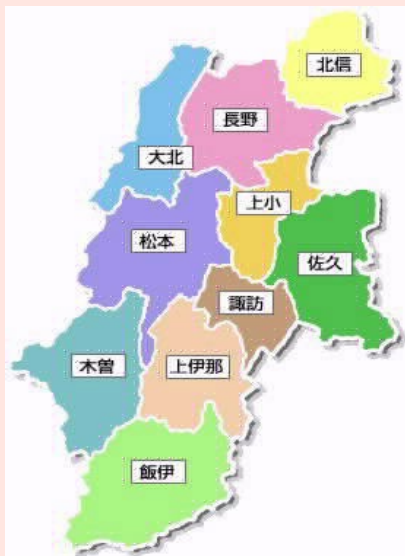 北信
長野
大北
上小
松本
佐久
諏訪
木曽
上伊那
飯伊